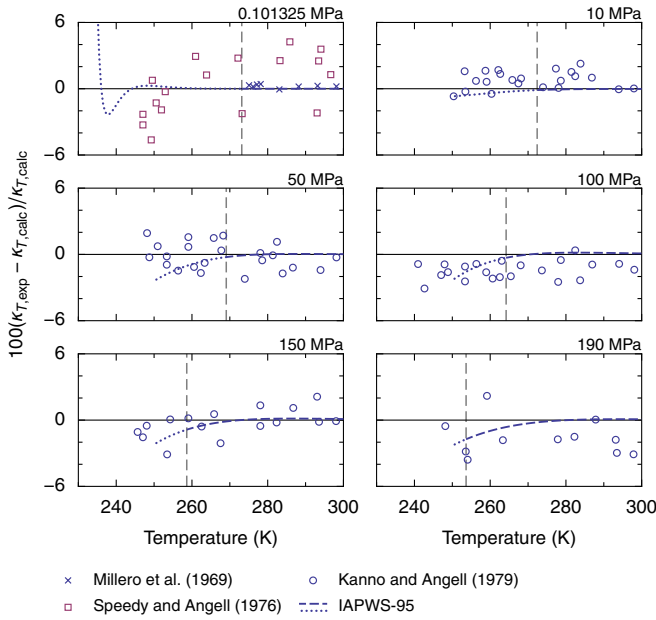 0.101325 MPa
10 MPa
6
0
−6
50 MPa
100 MPa
6
0
−6
150 MPa
190 MPa
6
0
−6
100(κT,exp − κT,calc)/κT,calc
240 260 280 300
240 260 280 300
Temperature (K)
Temperature (K)
Millero et al. (1969)
Kanno and Angell (1979)
Speedy and Angell (1976)
IAPWS-95